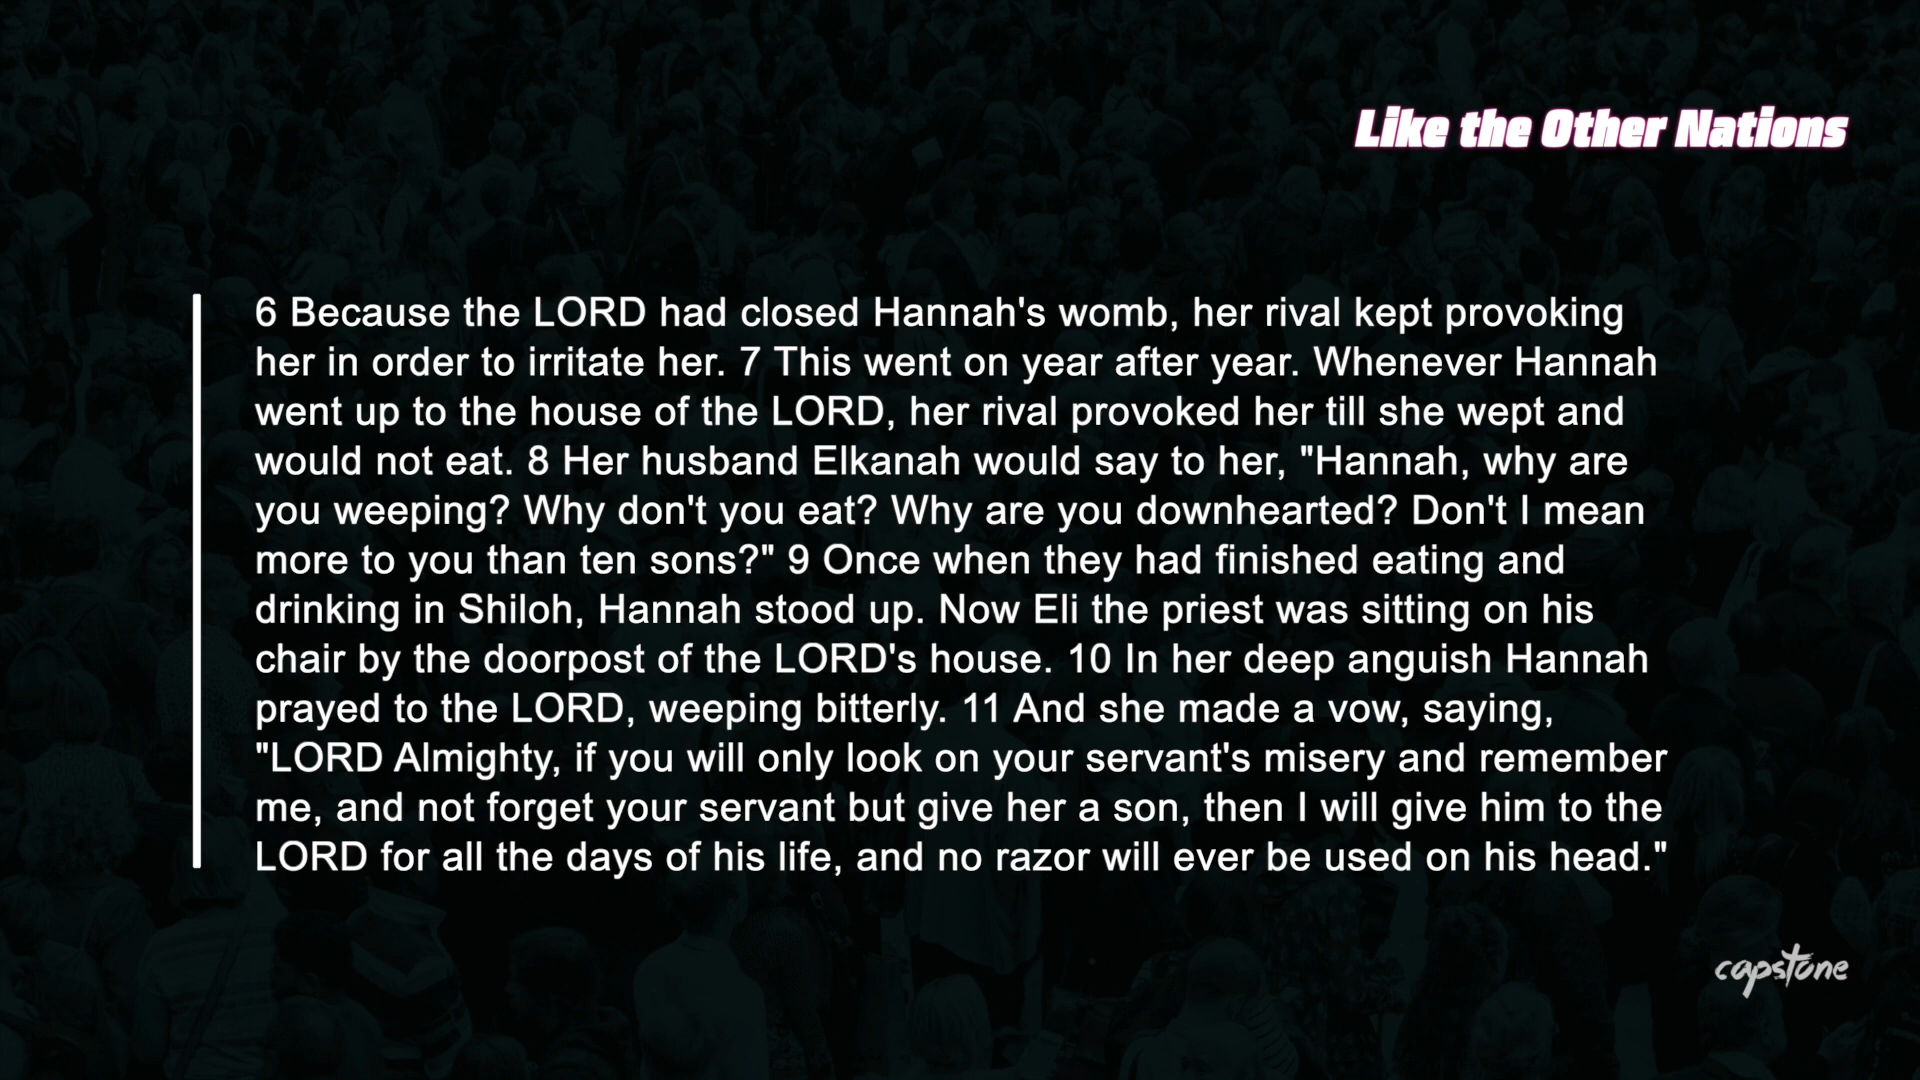 Like the Other Nations
6 Because the LORD had closed Hannah's womb, her rival kept provoking
her in order to irritate her. 7 This went on year after year. Whenever Hannah
went up to the house of the LORD, her rival provoked her till she wept and
would not eat. 8 Her husband Elkanah would say to her, "Hannah, why are
you weeping? Why don't you eat? Why are you downhearted? Don't I mean
more to you than ten sons?" 9 Once when they had finished eating and
drinking in Shiloh, Hannah stood up. Now Eli the priest was sitting on his
chair by the doorpost of the LORD's house. 10 In her deep anguish Hannah
prayed to the LORD, weeping bitterly. 11 And she made a vow, saying,
"LORD Almighty, if you will only look on your servant's misery and remember
me, and not forget your servant but give her a son, then I will give him to the
LORD for all the days of his life, and no razor will ever be used on his head."
capstone